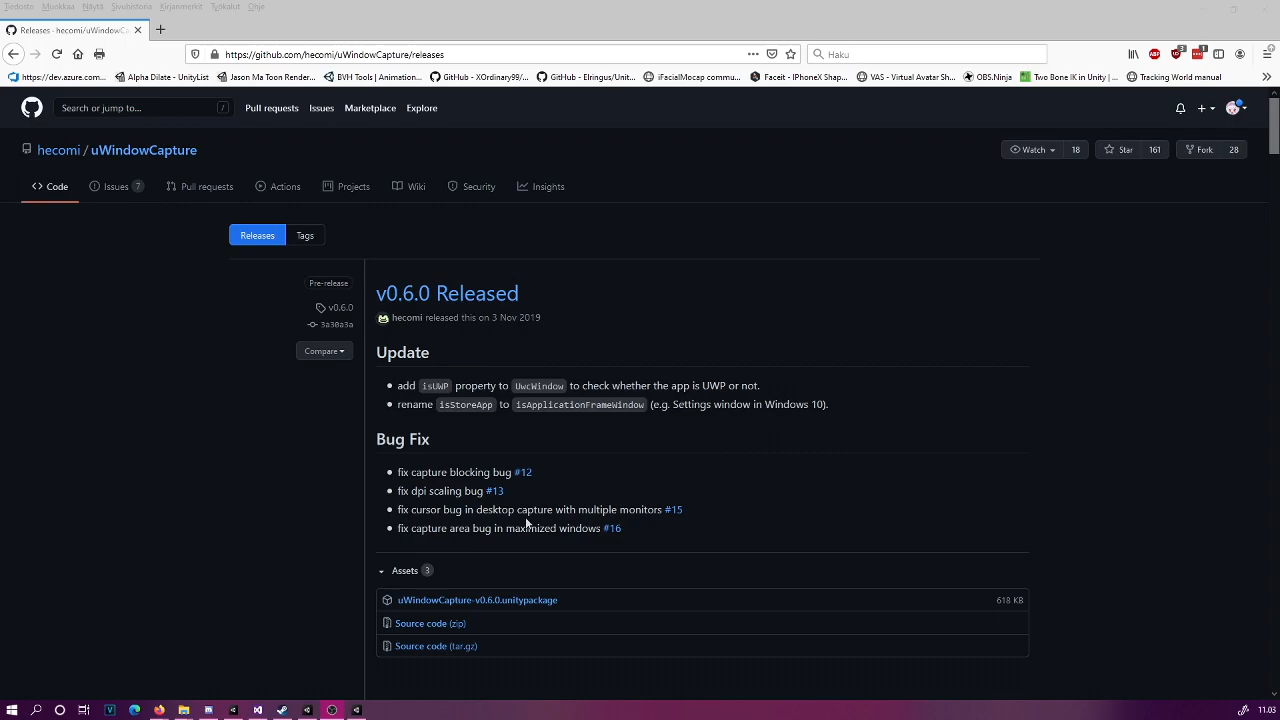 Tiedosto Muokkaa Näytä Sivuhistoria Kirjanmerkit Työkalut Ohje
Releases · hecomi/uWindowCa
https://github.com/hecomi/uWindowCapture/releases
Haku
https://dev.azure.com... Alpha Dilate - UnityList Jason Ma Toon Render... BVH Tools | Animation... GitHub - XOrdinary99/... GitHub - Elringus/Unit... iFacialMocap commu... Faceit - IPhoneX Shap... VAS - Virtual Avatar Sh... OBS.Ninja Two Bone IK in Unity |... Tracking World manual
Search or jump to... / Pull requests Issues Marketplace Explore
hecomi / uWindowCapture Watch 18 Star 161 Fork 28
Code Issues 7 Pull requests Actions Projects Wiki Security Insights
Releases Tags
Pre-release
v0.6.0
3a30a3a
Compare
v0.6.0 Released
hecomi released this on 3 Nov 2019
Update
add isUWP property to UwcWindow to check whether the app is UWP or not.
rename isStoreApp to isApplicationFrameWindow (e.g. Settings window in Windows 10).
Bug Fix
fix capture blocking bug #12
fix dpi scaling bug #13
fix cursor bug in desktop capture with multiple monitors #15
fix capture area bug in maximized windows #16
Assets 3
uWindowCapture-v0.6.0.unitypackage 618 KB
Source code (zip)
Source code (tar.gz)
11.03